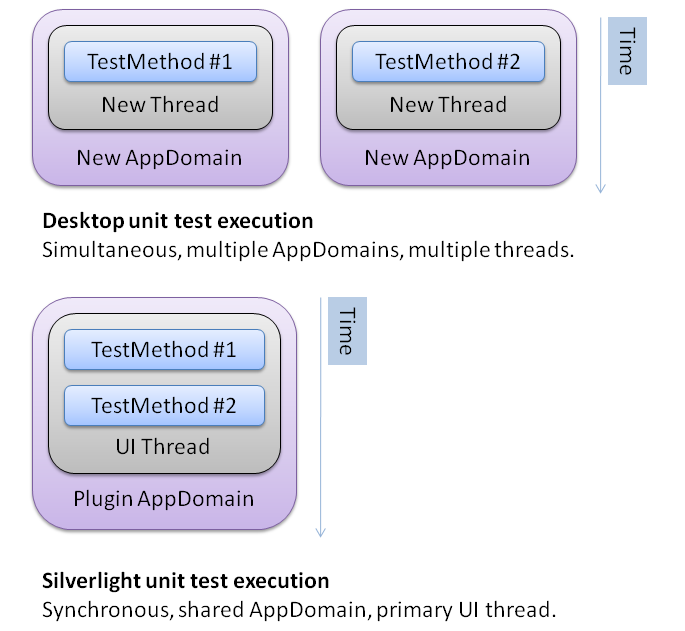 TestMethod #1
New Thread
New AppDomain
TestMethod #2
New Thread
New AppDomain
Time
Desktop unit test execution
Simultaneous, multiple AppDomains, multiple threads.
TestMethod #1
TestMethod #2
UI Thread
Plugin AppDomain
Time
Silverlight unit test execution
Synchronous, shared AppDomain, primary UI thread.